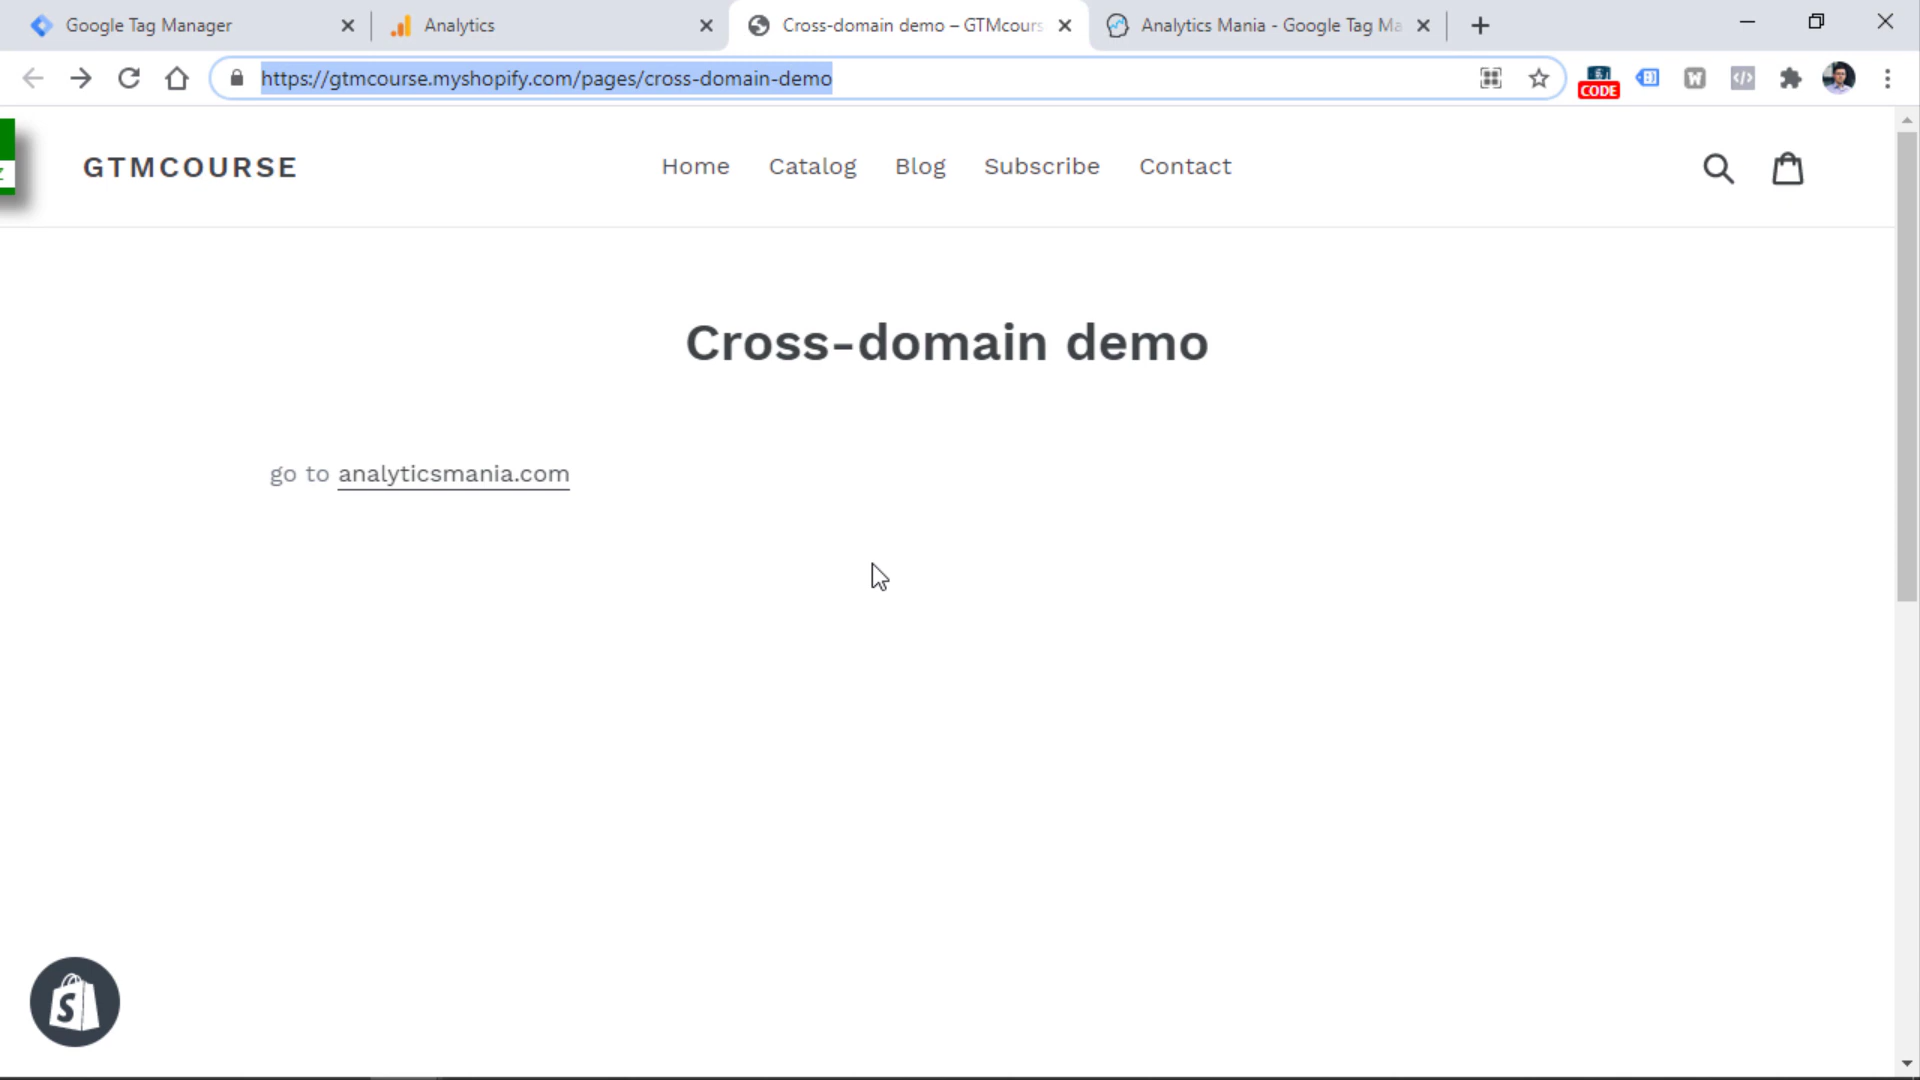 Google Tag Manager
Analytics
Cross-domain demo – GTMcours
Analytics Mania - Google Tag Ma
https://gtmcourse.myshopify.com/pages/cross-domain-demo
CODE
W
GTMCOURSE
Home
Catalog
Blog
Subscribe
Contact
Cross-domain demo
go to analyticsmania.com
S